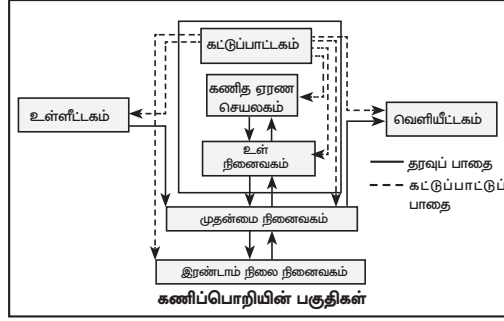 கட்டுப்பாட்டகம்
கணித ஏரண
செயலகம்
உள்ளீட்டகம்
வெளியீட்டகம்
உள்
நினைவகம்
தரவுப் பாதை
கட்டுப்பாட்டுப்
பாதை
முதன்மை நினைவகம்
இரண்டாம் நிலை நினைவகம்
கணிப்பொறியின் பகுதிகள்